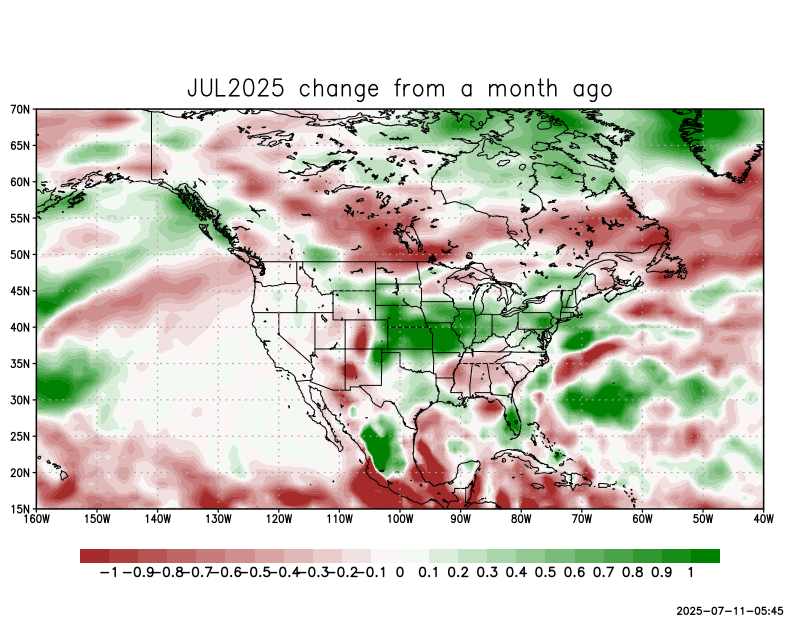 JUL2025 change from a month ago
70N
65N
60N
55N
50N
45N
40N
35N
30N
25N
20N
15N
160W 150W 140W 130W 120W 110W 100W 90W 80W 70W 60W 50W 40W
-1 -0.9 -0.8 -0.7 -0.6 -0.5 -0.4 -0.3 -0.2 -0.1 0 0.1 0.2 0.3 0.4 0.5 0.6 0.7 0.8 0.9 1
2025-07-11-05:45